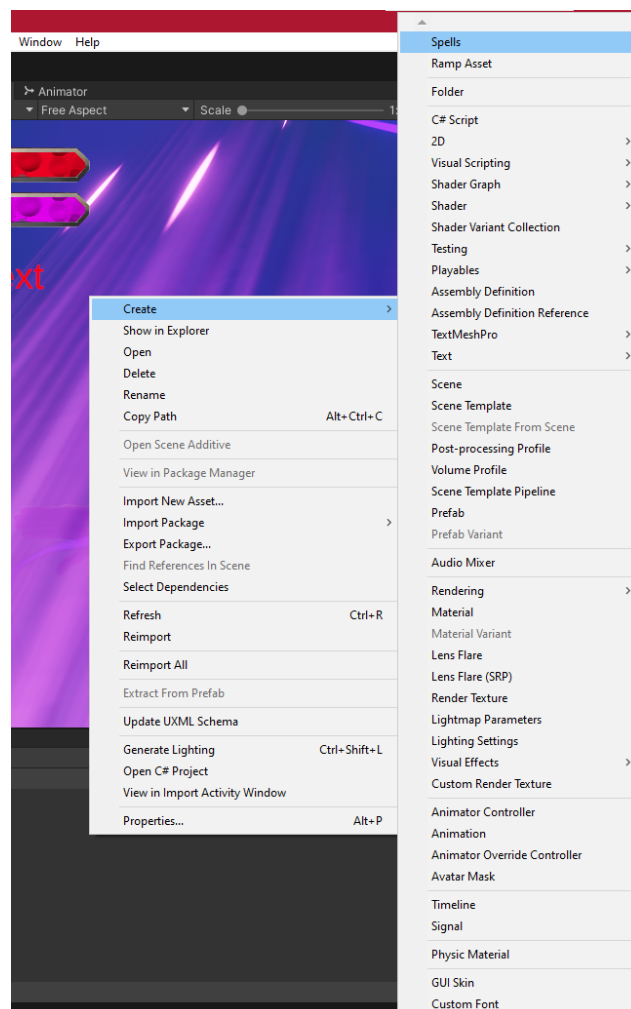 Window Help
Animator
Free Aspect Scale 1
ext
Create
Show in Explorer
Open
Delete
Rename
Copy Path Alt+Ctrl+C
Open Scene Additive
View in Package Manager
Import New Asset...
Import Package
Export Package...
Find References In Scene
Select Dependencies
Refresh Ctrl+R
Reimport
Reimport All
Extract From Prefab
Update UXML Schema
Generate Lighting Ctrl+Shift+L
Open C# Project
View in Import Activity Window
Properties... Alt+P
Spells
Ramp Asset
Folder
C# Script
2D
Visual Scripting
Shader Graph
Shader
Shader Variant Collection
Testing
Playables
Assembly Definition
Assembly Definition Reference
TextMeshPro
Text
Scene
Scene Template
Scene Template From Scene
Post-processing Profile
Volume Profile
Scene Template Pipeline
Prefab
Prefab Variant
Audio Mixer
Rendering
Material
Material Variant
Lens Flare
Lens Flare (SRP)
Render Texture
Lightmap Parameters
Lighting Settings
Visual Effects
Custom Render Texture
Animator Controller
Animation
Animator Override Controller
Avatar Mask
Timeline
Signal
Physic Material
GUI Skin
Custom Font